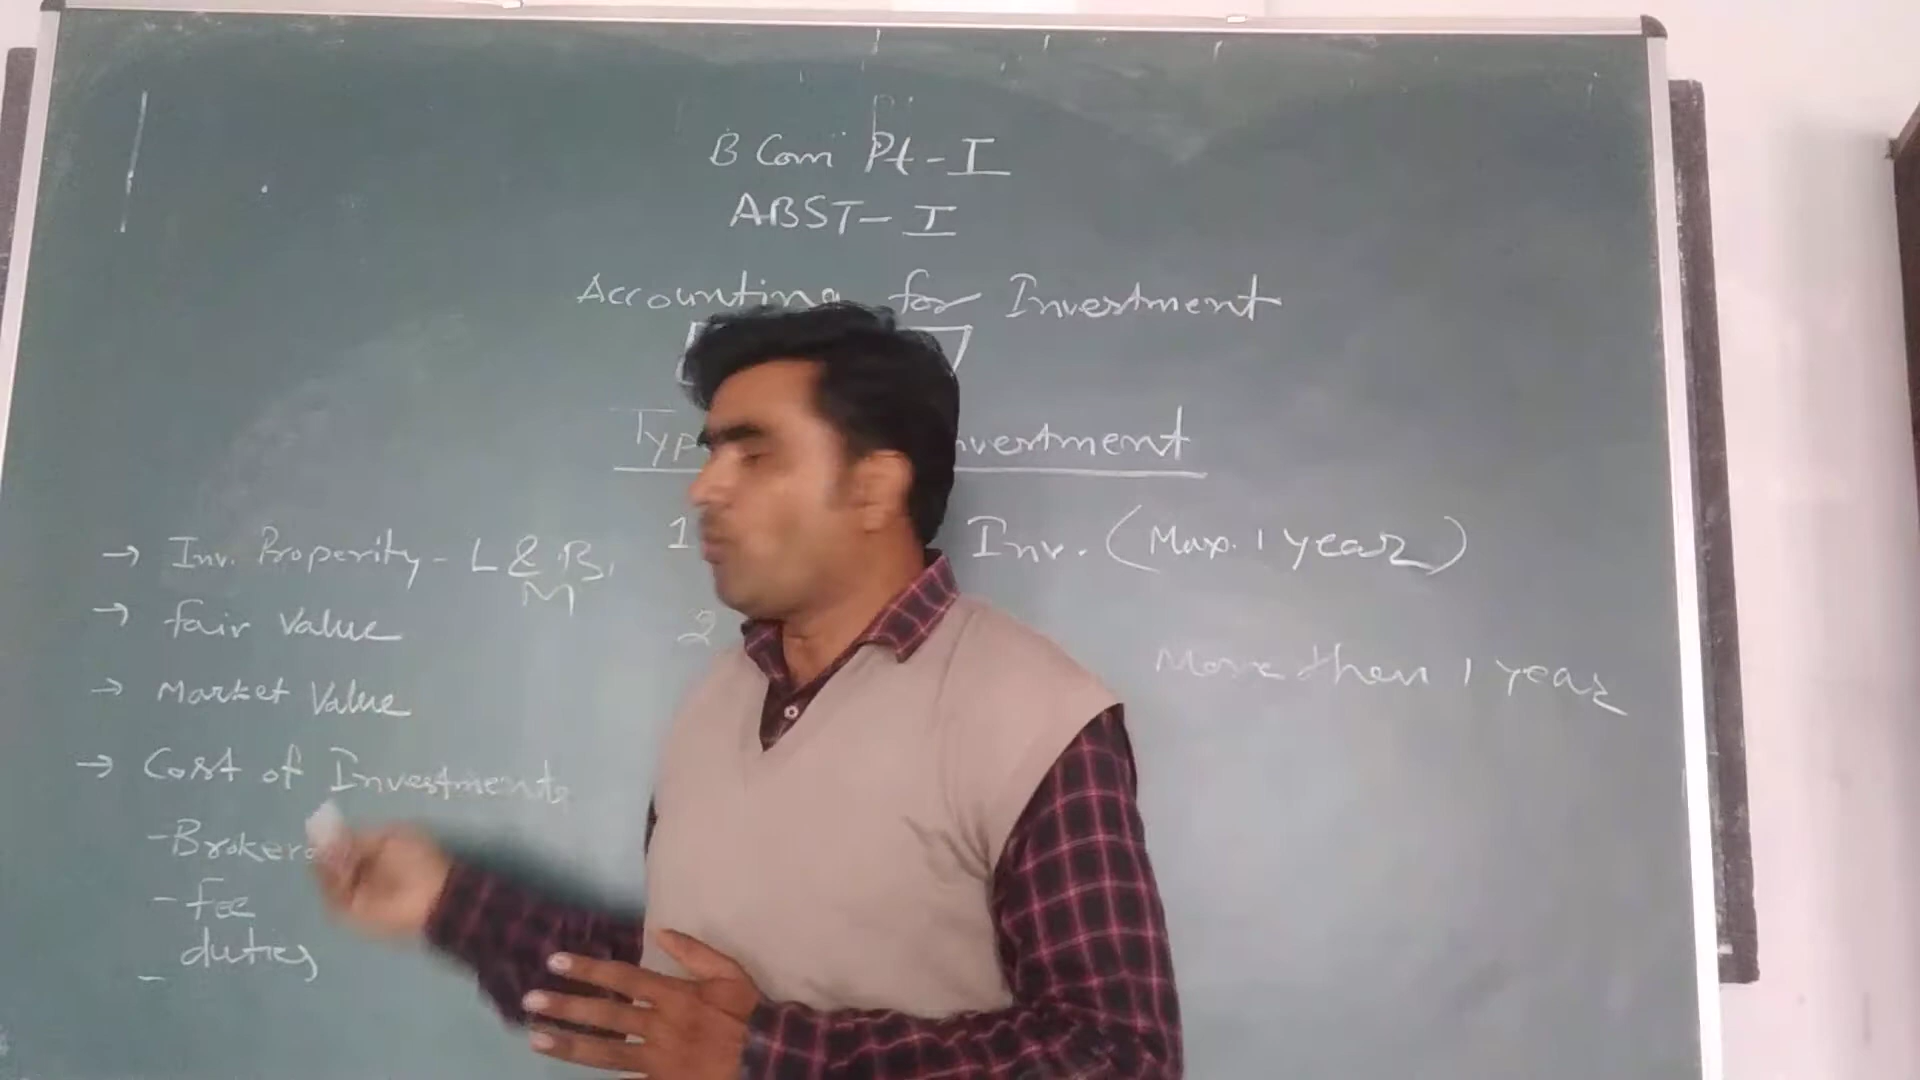 B Com Pt-I
ABST-I
Accounting for Investment
Investment
1 Inv. (Max. 1 year)
2 More than 1 year
→ Inv. Properity - L & B,
M
→ fair Value
→ Market Value
→ Cost of Investments
- Broker
- fee
- duties